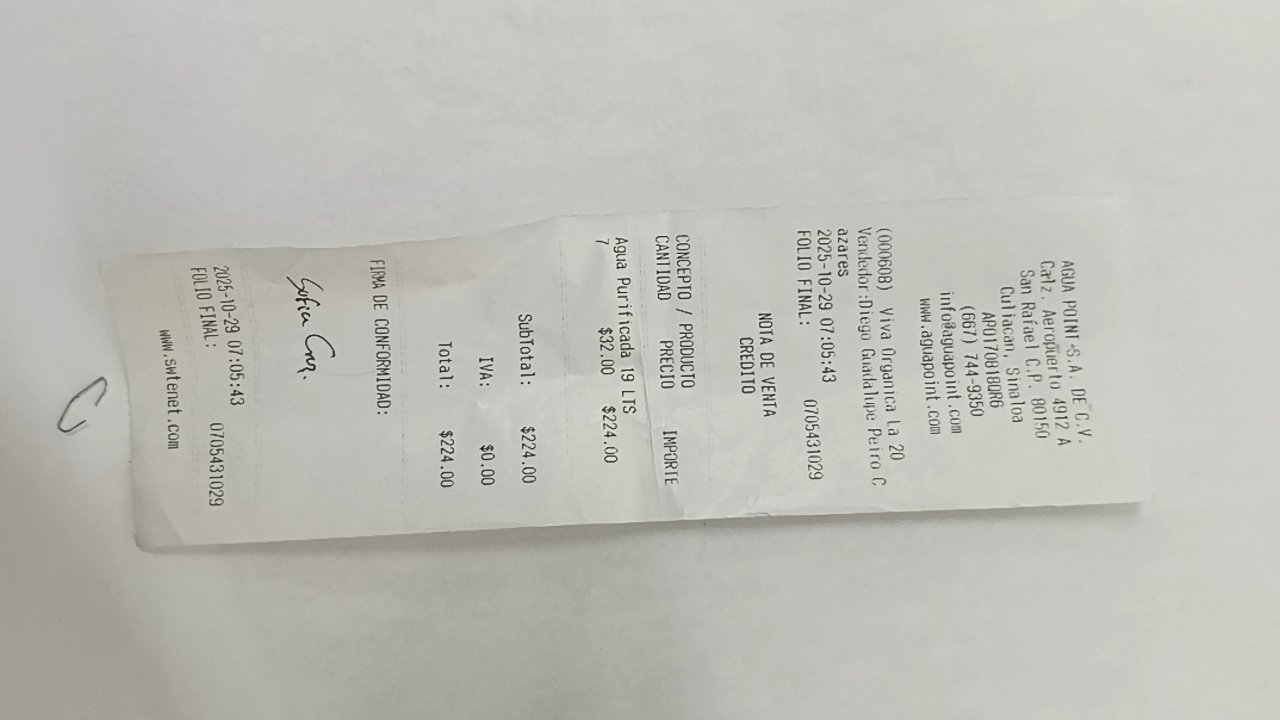 AGUA POINT S.A. DE C.V.
Calz. Aeropuerto 4912 A
San Rafael C.P. 80150
Culiacan, Sinaloa
APO170818QR6
(667) 744-9350
info@aguapoint.com
www.aguapoint.com
(000608) Viva Organica La 20
Vendedor:Diego Guadalupe Peiro C
azares
2025-10-29 07:05:43
FOLIO FINAL: 0705431029
NOTA DE VENTA
CREDITO
CONCEPTO / PRODUCTO
CANTIDAD PRECIO IMPORTE
Agua Purificada 19 LTS
7 $32.00 $224.00
SubTotal: $224.00
IVA: $0.00
Total: $224.00
FIRMA DE CONFORMIDAD:
Sofia
2025-10-29 07:05:43
FOLIO FINAL: 0705431029
www.swtenet.com